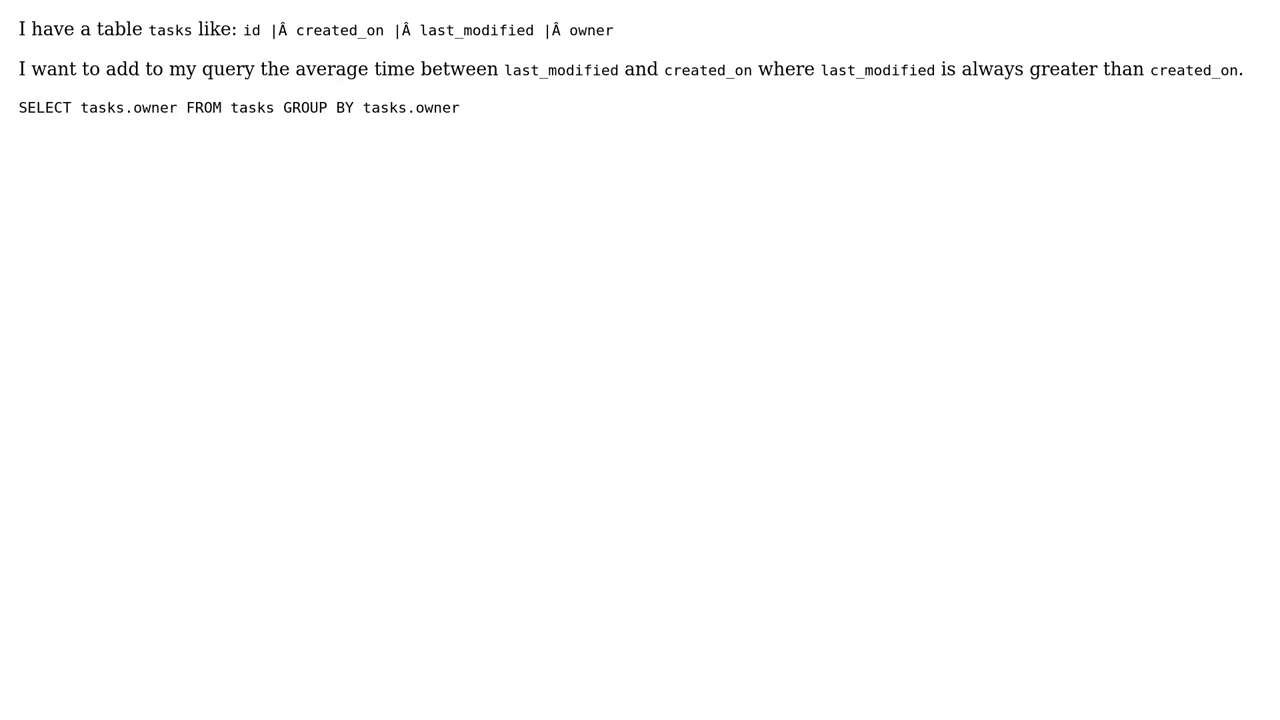 I have a table tasks like: id |Â created_on |Â last_modified |Â owner
I want to add to my query the average time between last_modified and created_on where last_modified is always greater than created_on.
SELECT tasks.owner FROM tasks GROUP BY tasks.owner